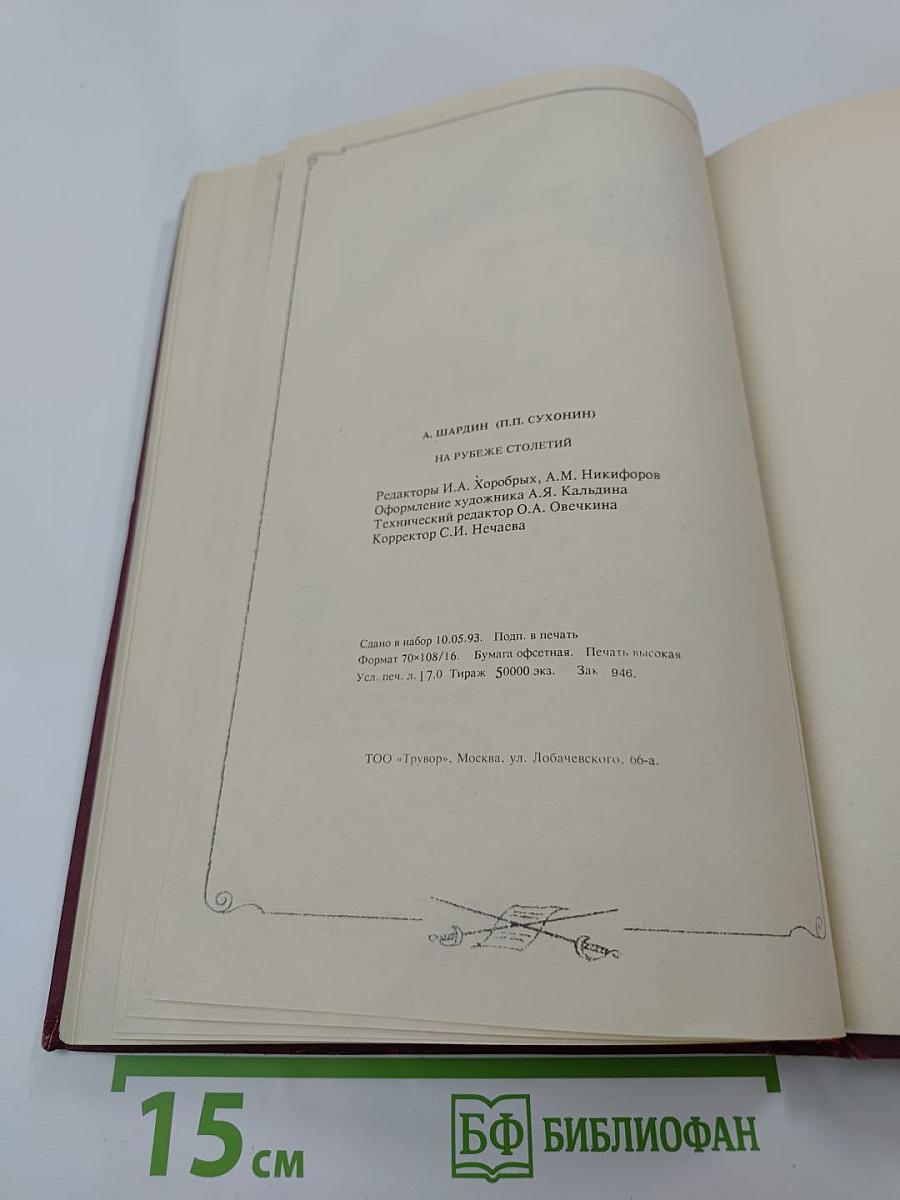 А. ШАРДИН (П.П. СУХОНИН)
НА РУБЕЖЕ СТОЛЕТИЙ
Редакторы И.А. Хоробрых, А.М. Никифоров
Оформление художника А.Я. Кальдина
Технический редактор О.А. Овечкина
Корректор С.И. Нечаева
Сдано в набор 10.05.93. Подп. в печать
Формат 70×108/16. Бумага офсетная. Печать высокая
Усл. печ. л. 17.0 Тираж 50000 экз. Зак 946.
ТОО «Трувор», Москва, ул. Лобачевского, 66-а.
15 см
БФ БИБЛИОФАН